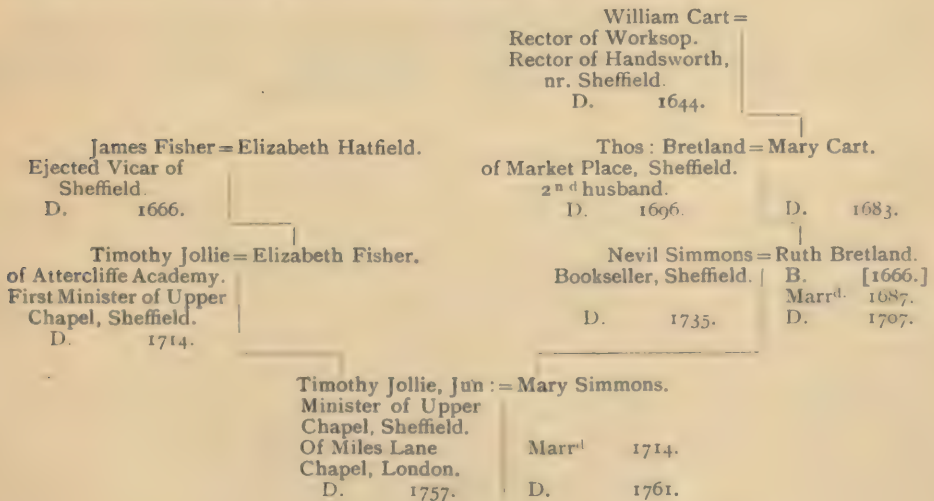 William Cart =
Rector of Worksop.
Rector of Handsworth,
nr. Sheffield.
D. 1644.
James Fisher = Elizabeth Hatfield.
Ejected Vicar of
Sheffield.
D. 1666.
Thos: Bretland = Mary Cart.
of Market Place, Sheffield.
2nd husband.
D. 1696. D. 1683.
Timothy Jollie = Elizabeth Fisher.
of Attercliffe Academy.
First Minister of Upper
Chapel, Sheffield.
D. 1714.
Nevil Simmons = Ruth Bretland.
Bookseller, Sheffield. B. [1666.]
Marrd. 1687.
D. 1735. D. 1707.
Timothy Jollie, Jun := Mary Simmons.
Minister of Upper
Chapel, Sheffield.
Of Miles Lane Marrd 1714.
Chapel, London.
D. 1757. D. 1761.